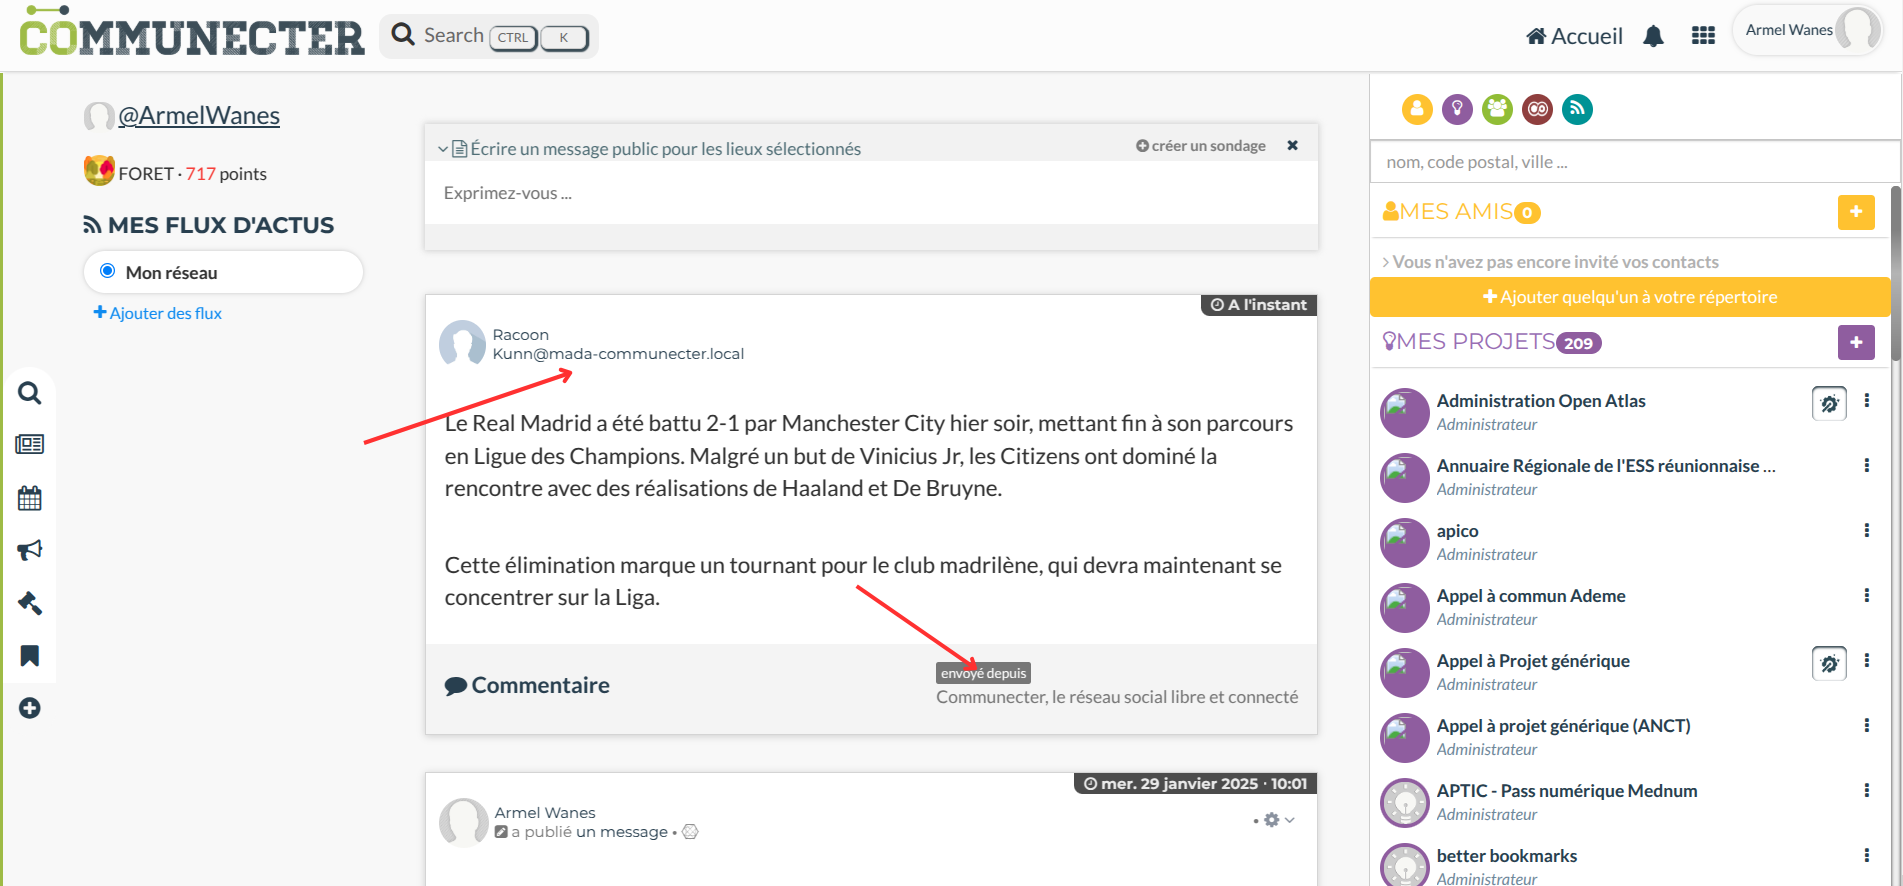 COMMUNECTER
Search CTRL K
Accueil
Armel Wanes
@ArmelWanes
FORET · 717 points
MES FLUX D'ACTUS
Mon réseau
Ajouter des flux
Écrire un message public pour les lieux sélectionnés
créer un sondage
Exprimez-vous ...
A l'instant
Racoon
Kunn@mada-communecter.local
Le Real Madrid a été battu 2-1 par Manchester City hier soir, mettant fin à son parcours
en Ligue des Champions. Malgré un but de Vinicius Jr, les Citizens ont dominé la
rencontre avec des réalisations de Haaland et De Bruyne.
Cette élimination marque un tournant pour le club madrilène, qui devra maintenant se
concentrer sur la Liga.
Commentaire
envoyé depuis
Communecter, le réseau social libre et connecté
mer. 29 janvier 2025 · 10:01
Armel Wanes
a publié un message •
nom, code postal, ville ...
MES AMIS 0
Vous n'avez pas encore invité vos contacts
Ajouter quelqu'un à votre répertoire
MES PROJETS 209
Administration Open Atlas
Administrateur
Annuaire Régionale de l'ESS réunionnaise ...
Administrateur
apico
Administrateur
Appel à commun Ademe
Administrateur
Appel à Projet générique
Administrateur
Appel à projet générique (ANCT)
Administrateur
APTIC - Pass numérique Mednum
Administrateur
better bookmarks
Administrateur